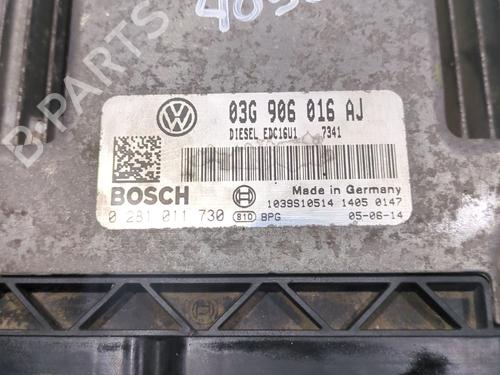 03G 906 016 AJ
DIESEL EDC16U1 7341
BOSCH
Made in Germany
0 281 011 730 810 BPG
1039S10514 1405 0147
05-06-14